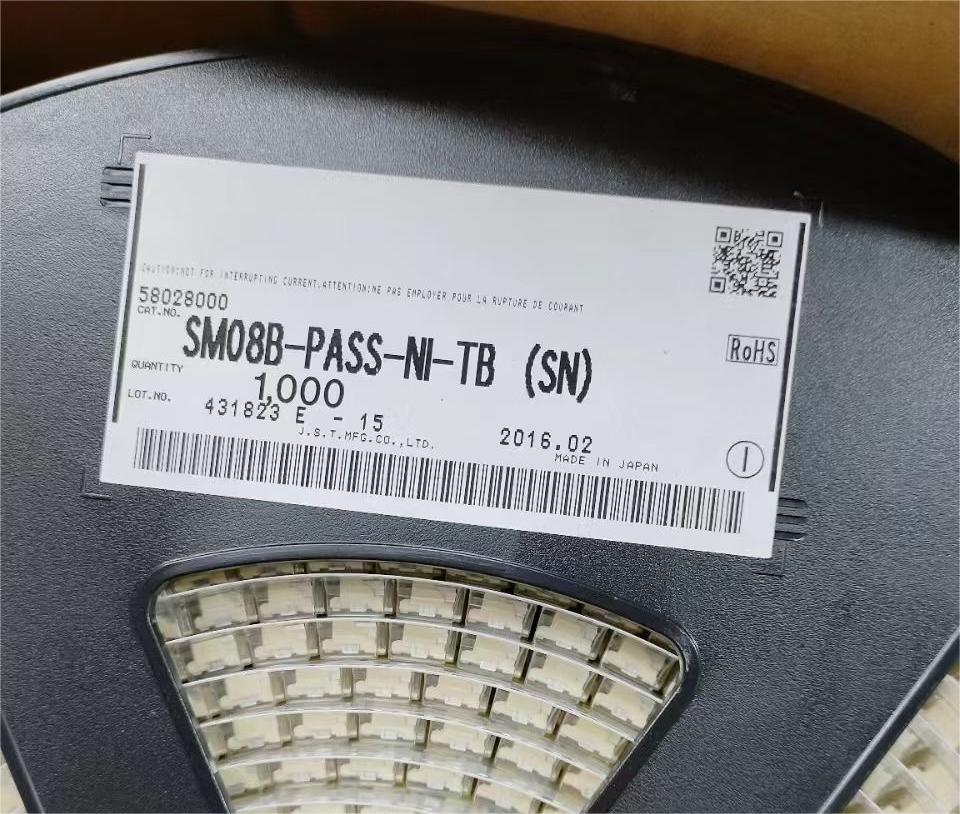 CAUTION:NOT FOR INTERRUPTING CURRENT.ATTENTION:NE PAS EMPLOYER POUR LA RUPTURE DE COURANT
58028000
CAT.NO. SM08B-PASS-NI-TB (SN)
RoHS
QUANTITY 1,000
LOT.NO. 431823 E - 15
2016.02
J.S.T.MFG.CO.,LTD.
MADE IN JAPAN
1